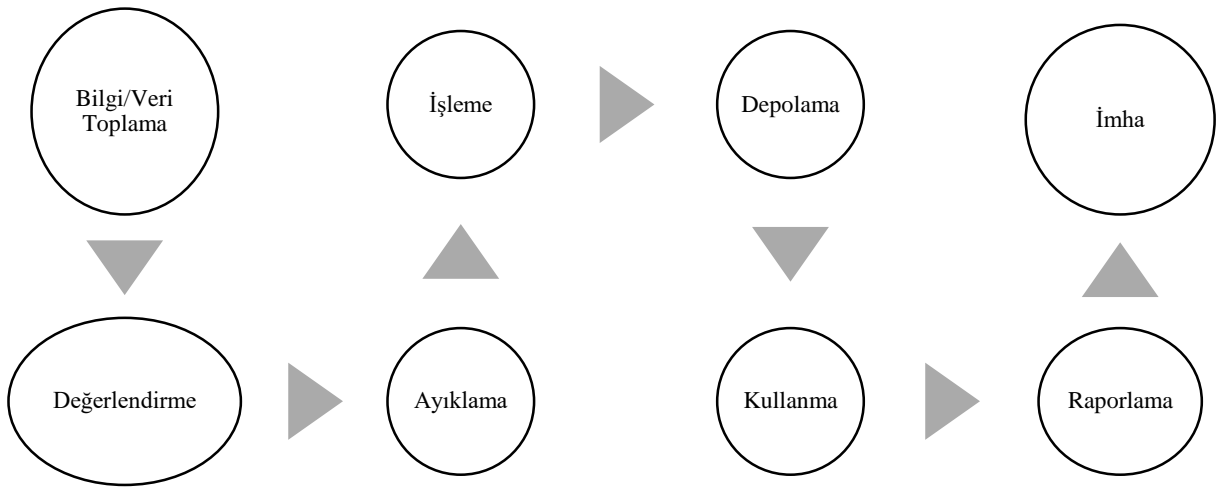 Bilgi/Veri
Toplama
Değerlendirme
Ayıklama
İşleme
Depolama
Kullanma
Raporlama
İmha